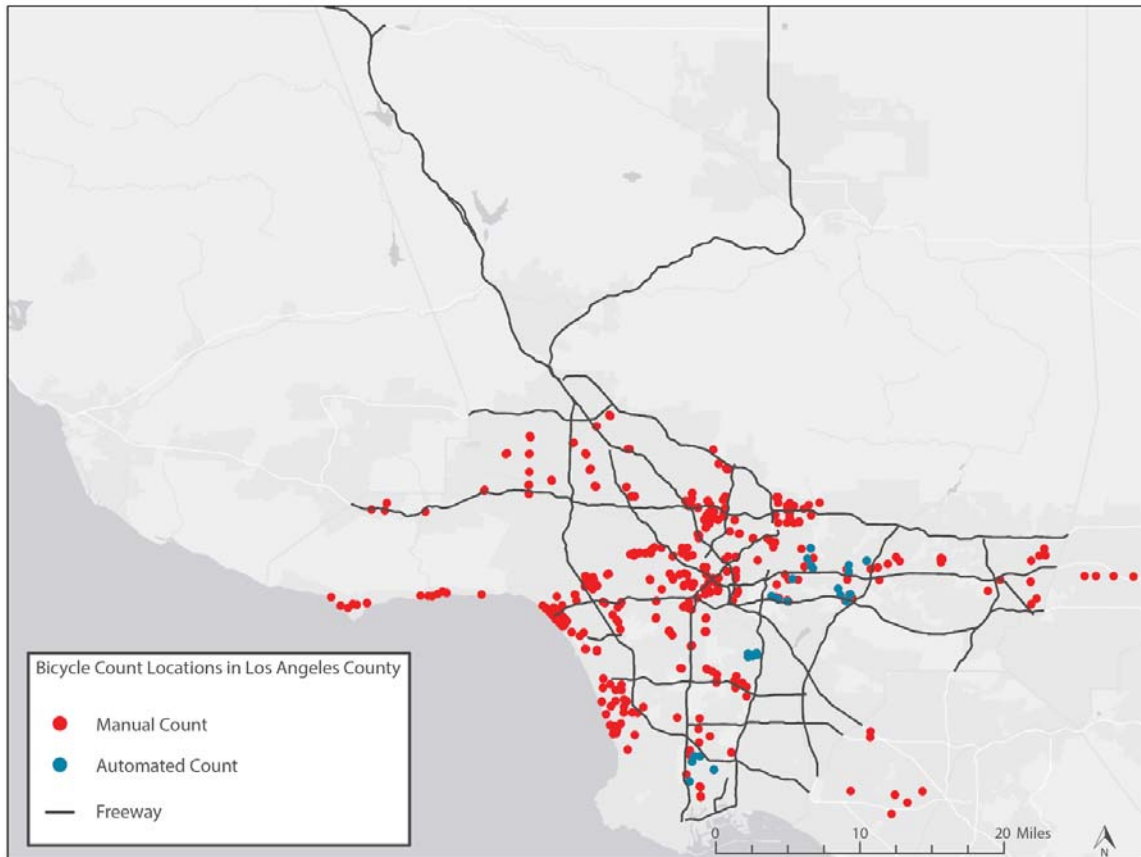 Bicycle Count Locations in Los Angeles County
Manual Count
Automated Count
Freeway
0 10 20 Miles
N